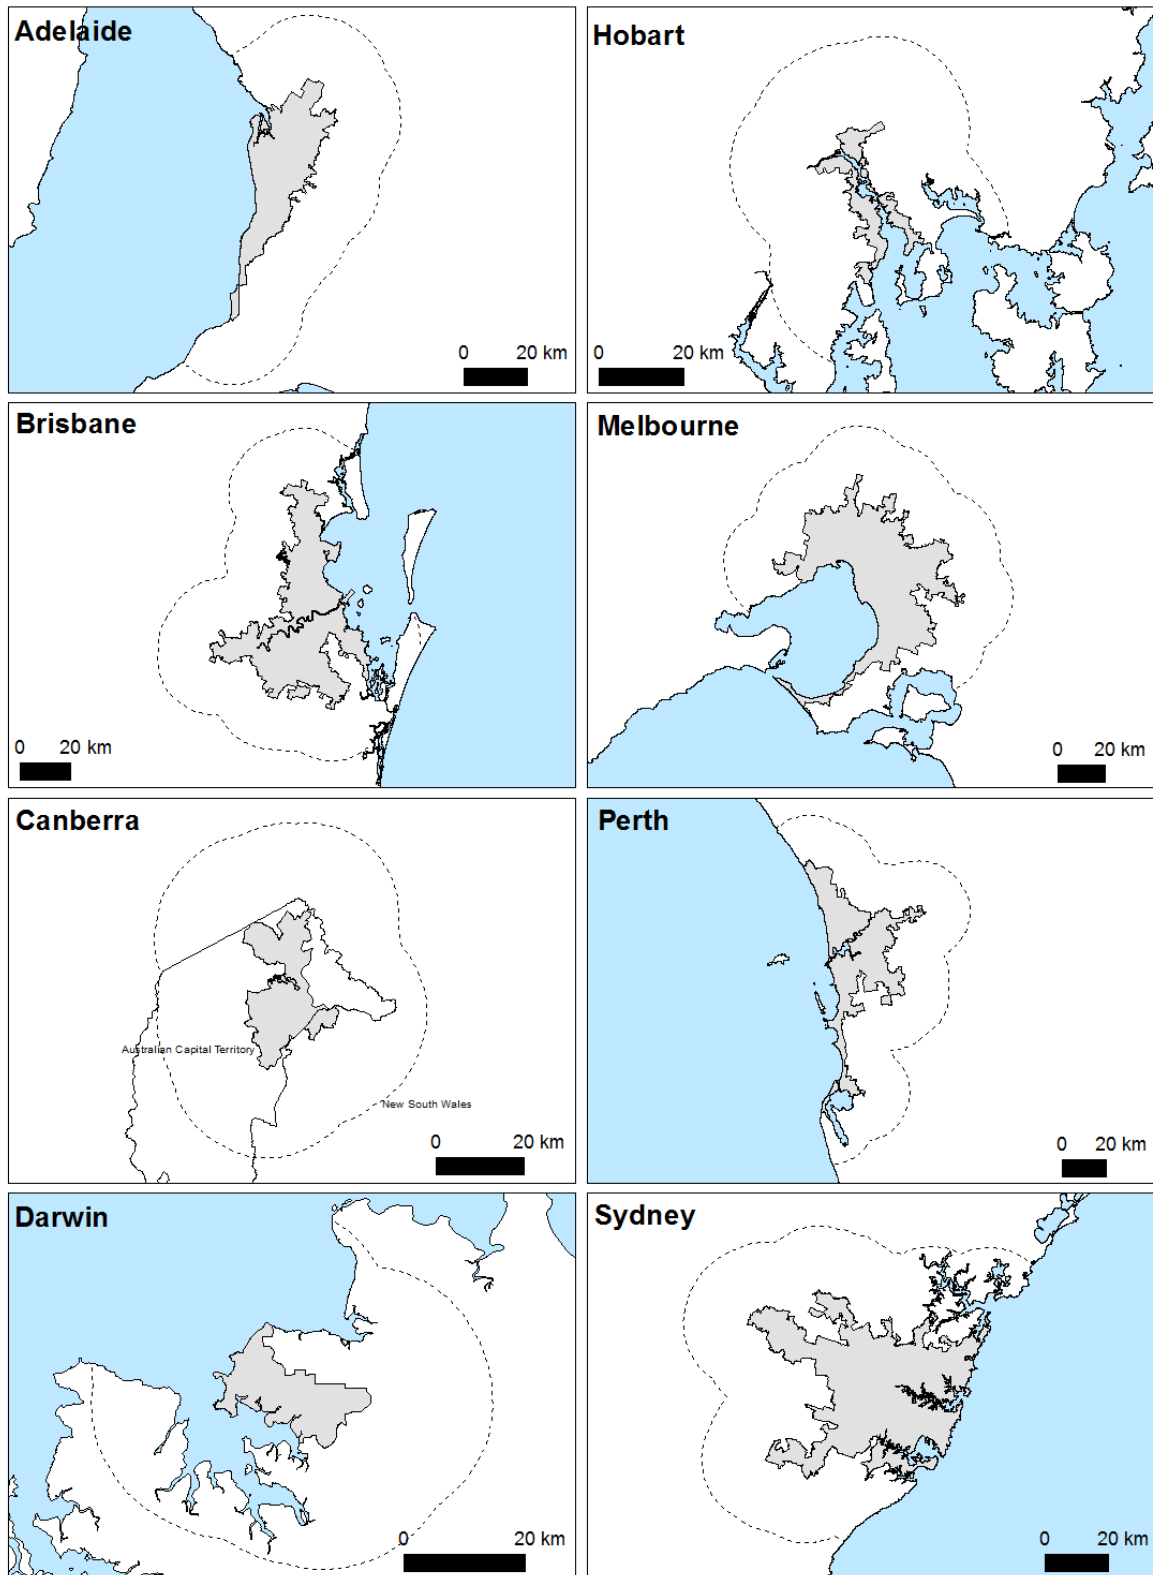 Adelaide
0 20 km
Hobart
0 20 km
Brisbane
0 20 km
Melbourne
0 20 km
Canberra
Australian Capital Territory
New South Wales
0 20 km
Perth
0 20 km
Darwin
0 20 km
Sydney
0 20 km